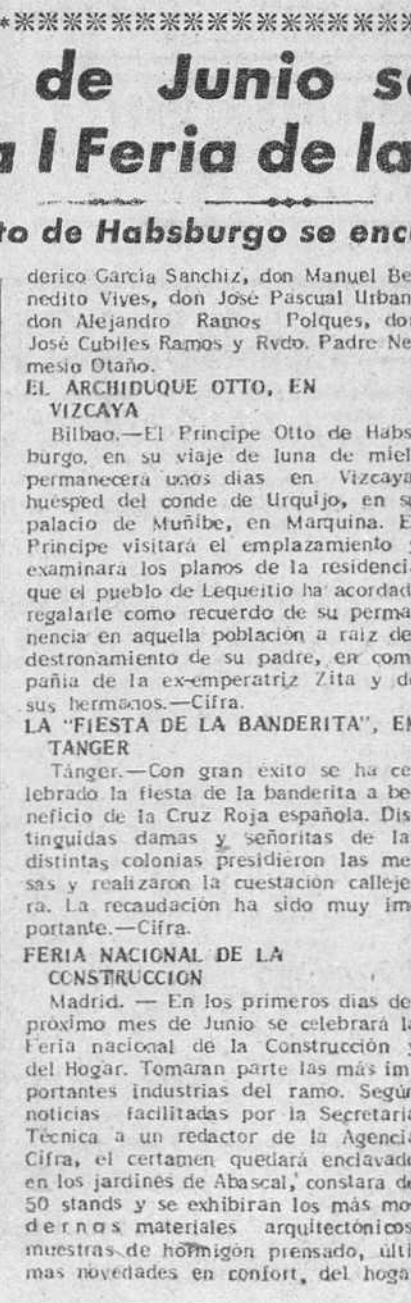 de Junio s
a I Feria de la
to de Habsburgo se enc
derico García Sanchiz, don Manuel Be
nedito Vives, don José Pascual Urban
don Alejandro Ramos Polques, don
José Cubiles Ramos y Rvdo. Padre Ne
mesio Otaño.
EL ARCHIDUQUE OTTO, EN
VIZCAYA
Bilbao.—El Príncipe Otto de Habs
burgo, en su viaje de luna de miel
permanecerá unos días en Vizcaya
huésped del conde de Urquijo, en su
palacio de Muñibe, en Marquina. E
Príncipe visitará el emplazamiento y
examinará los planos de la residencia
que el pueblo de Lequeitio ha acordad
regalarle como recuerdo de su perma
nencia en aquella población a raíz de
destronamiento de su padre, en com
pañía de la ex-emperatriz Zita y de
sus hermanos.—Cifra.
LA "FIESTA DE LA BANDERITA", EN
TANGER
Tánger.—Con gran éxito se ha ce
lebrado la fiesta de la banderita a be
neficio de la Cruz Roja española. Dis
tinguidas damas y señoritas de la
distintas colonias presidieron las me
sas y realizaron la cuestación calleje
ra. La recaudación ha sido muy im
portante.—Cifra.
FERIA NACIONAL DE LA
CONSTRUCCION
Madrid. — En los primeros días de
próximo mes de Junio se celebrará la
Feria nacional de la Construcción y
del Hogar. Tomaran parte las más im
portantes industrias del ramo. Según
noticias facilitadas por la Secretaría
Técnica a un redactor de la Agencia
Cifra, el certamen quedará enclavado
en los jardines de Abascal, constara de
50 stands y se exhibiran los más mo
dernos materiales arquitectónicos
muestras de hormigón prensado, últi
mas novedades en confort, del hoga